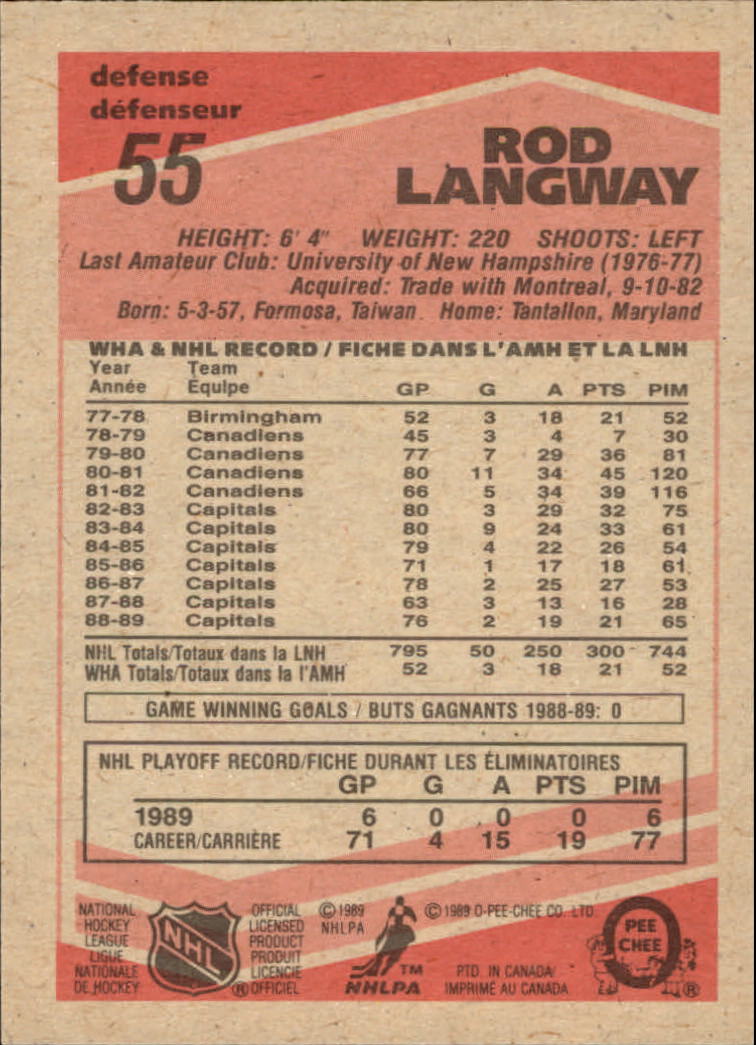 defense
défenseur
55
ROD
LANGWAY
HEIGHT: 6' 4" WEIGHT: 220 SHOOTS: LEFT
Last Amateur Club: University of New Hampshire (1976-77)
Acquired: Trade with Montreal, 9-10-82
Born: 5-3-57, Formosa, Taiwan. Home: Tantallon, Maryland
WHA & NHL RECORD / FICHE DANS L'AMH ET LA LNH
Year Team
Année Équipe GP G A PTS PIM
77-78 Birmingham 52 3 18 21 52
78-79 Canadiens 45 3 4 7 30
79-80 Canadiens 77 7 29 36 81
80-81 Canadiens 80 11 34 45 120
81-82 Canadiens 66 5 34 39 116
82-83 Capitals 80 3 29 32 75
83-84 Capitals 80 9 24 33 61
84-85 Capitals 79 4 22 26 54
85-86 Capitals 71 1 17 18 61
86-87 Capitals 78 2 25 27 53
87-88 Capitals 63 3 13 16 28
88-89 Capitals 76 2 19 21 65
NHL Totals/Totaux dans la LNH 795 50 250 300 744
WHA Totals/Totaux dans la l'AMH 52 3 18 21 52
GAME WINNING GOALS / BUTS GAGNANTS 1988-89: 0
NHL PLAYOFF RECORD/FICHE DURANT LES ÉLIMINATOIRES
GP G A PTS PIM
1989 6 0 0 0 6
CAREER/CARRIÈRE 71 4 15 19 77
NATIONAL
HOCKEY
LEAGUE
LIGUE
NATIONALE
DE HOCKEY
NHL
OFFICIAL
LICENSED
PRODUCT
PRODUIT
LICENCIE
® OFFICIEL
© 1989
NHLPA
TM
NHLPA
© 1989 O-PEE-CHEE CO. LTD.
PTD. IN CANADA/
IMPRIMÉ AU CANADA
PEE
CHEE
®